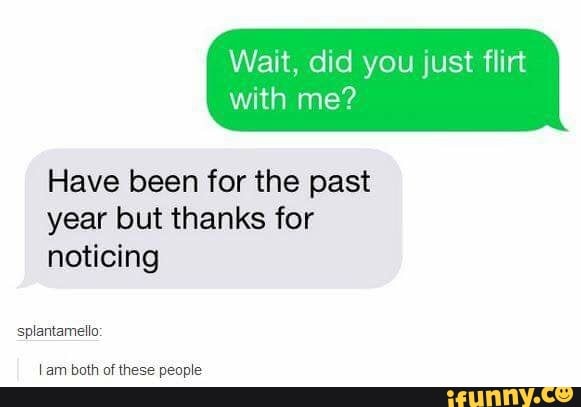 Wait, did you just flirt
with me?
Have been for the past
year but thanks for
noticing
splantamello:
I am both of these people
ifunny.co